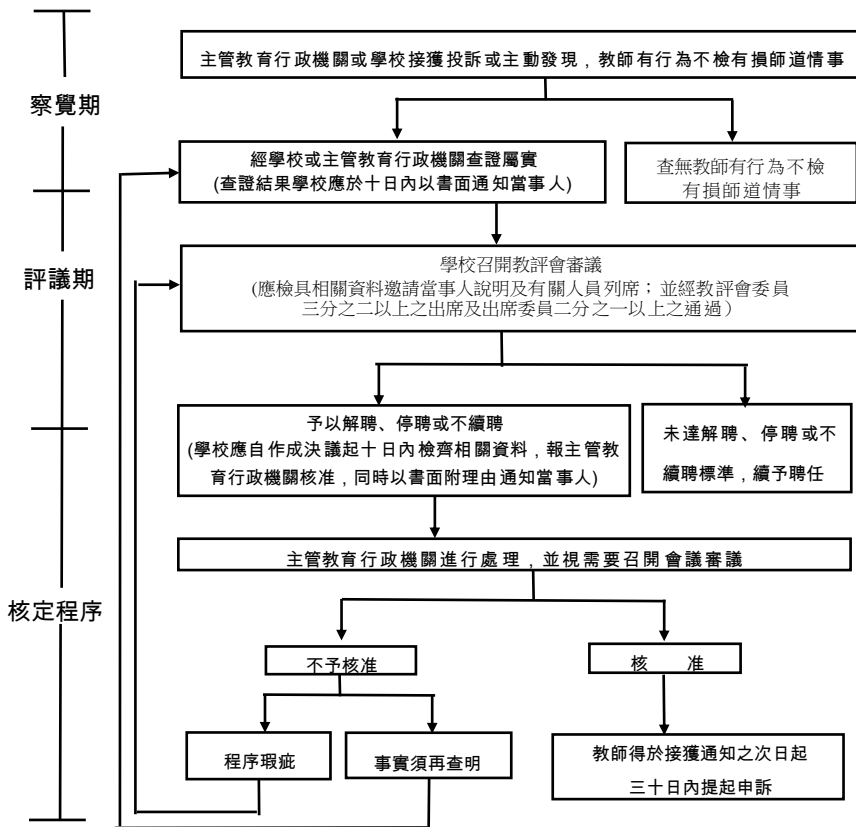 主管教育行政機關或學校接獲投訴或主動發現，教師有行為不檢有損師道情事
察覺期
經學校或主管教育行政機關查證屬實
(查證結果學校應於十日內以書面通知當事人)
查無教師有行為不檢
有損師道情事
評議期
學校召開教評會審議
(應檢具相關資料邀請當事人說明及有關人員列席；並經教評會委員
三分之二以上之出席及出席委員二分之一以上之通過)
予以解聘、停聘或不續聘
(學校應自作成決議起十日內檢齊相關資料，報主管教
育行政機關核准，同時以書面附理由通知當事人)
未達解聘、停聘或不
續聘標準，續予聘任
主管教育行政機關進行處理，並視需要召開會議審議
核定程序
不予核准
核　　准
程序瑕疵
事實須再查明
教師得於接獲通知之次日起
三十日內提起申訴